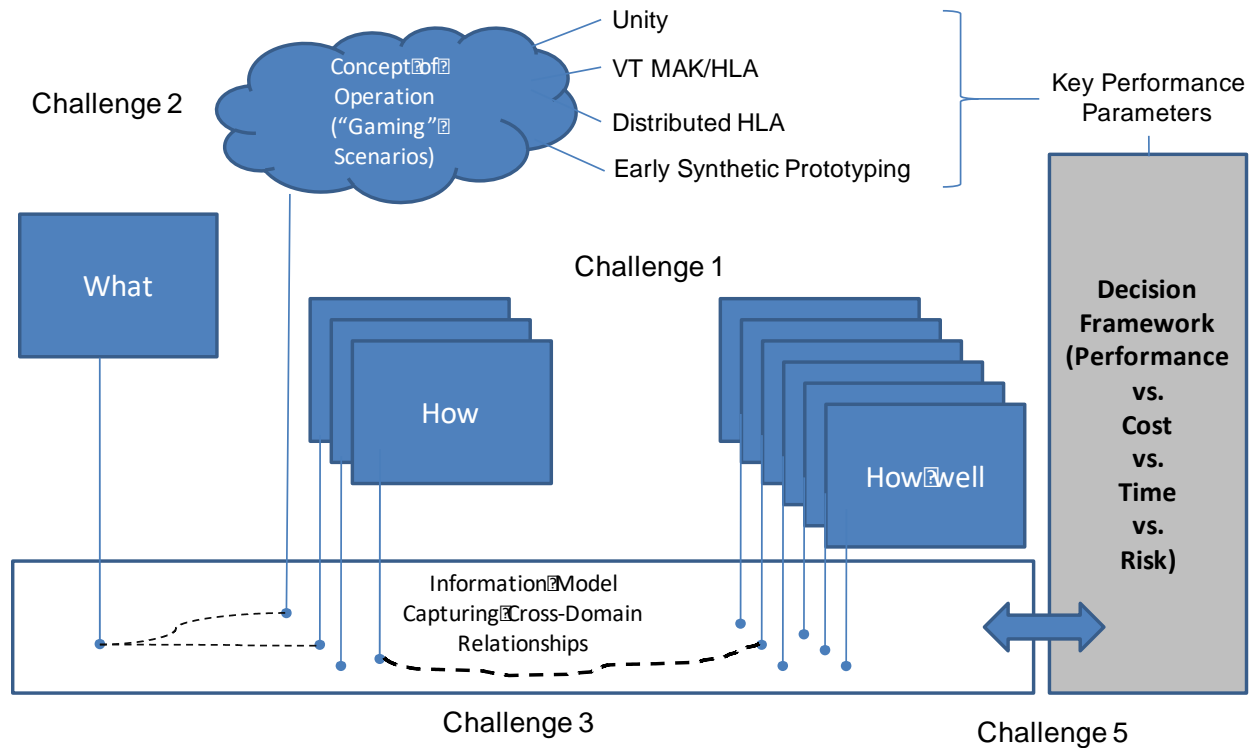 Unity
VT MAK/HLA
Distributed HLA
Early Synthetic Prototyping
Concept⍰of⍰
Operation
(“Gaming”⍰
Scenarios)
Challenge 2
Key Performance
Parameters
What
Challenge 1
How
How⍰well
Decision
Framework
(Performance
vs.
Cost
vs.
Time
vs.
Risk)
Information⍰Model
Capturing⍰Cross-Domain
Relationships
Challenge 3
Challenge 5